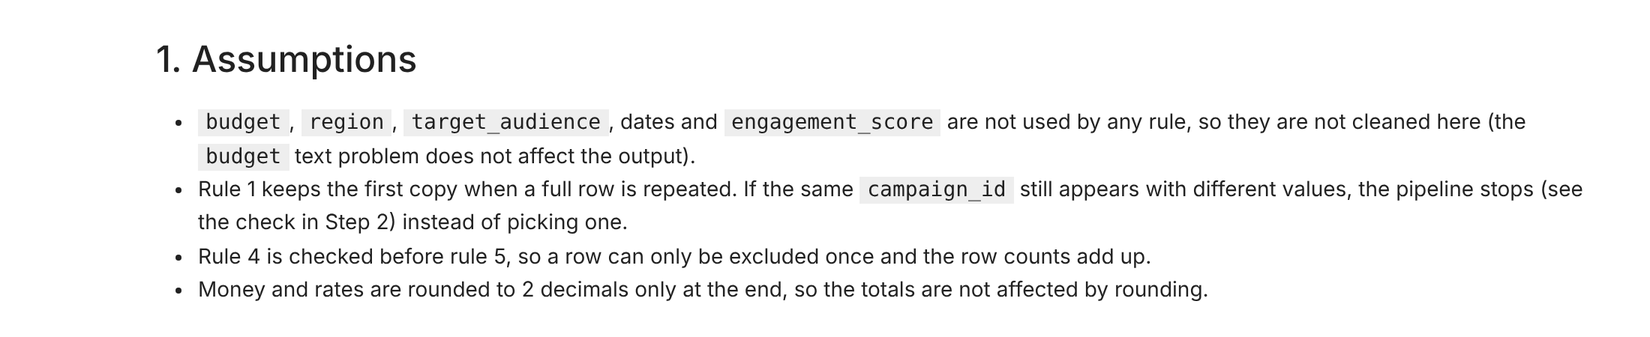 1. Assumptions
• budget, region, target_audience, dates and engagement_score are not used by any rule, so they are not cleaned here (the
budget text problem does not affect the output).
• Rule 1 keeps the first copy when a full row is repeated. If the same campaign_id still appears with different values, the pipeline stops (see
the check in Step 2) instead of picking one.
• Rule 4 is checked before rule 5, so a row can only be excluded once and the row counts add up.
• Money and rates are rounded to 2 decimals only at the end, so the totals are not affected by rounding.